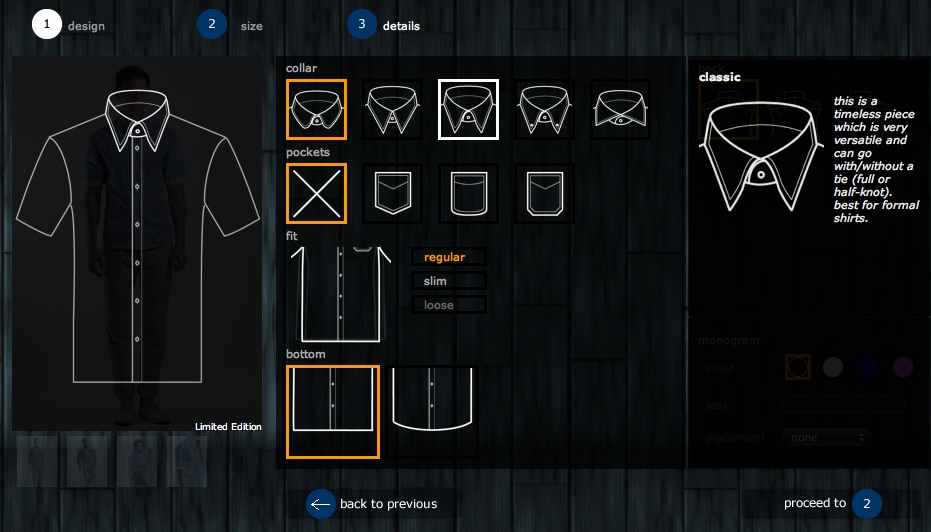 1 design
2 size
3 details
collar
pockets
fit
regular
slim
loose
bottom
Limited Edition
classic
this is a
timeless piece
which is very
versatile and
can go
with/without a
tie (full or
half-knot).
best for formal
shirts.
monogram
none
back to previous
proceed to 2